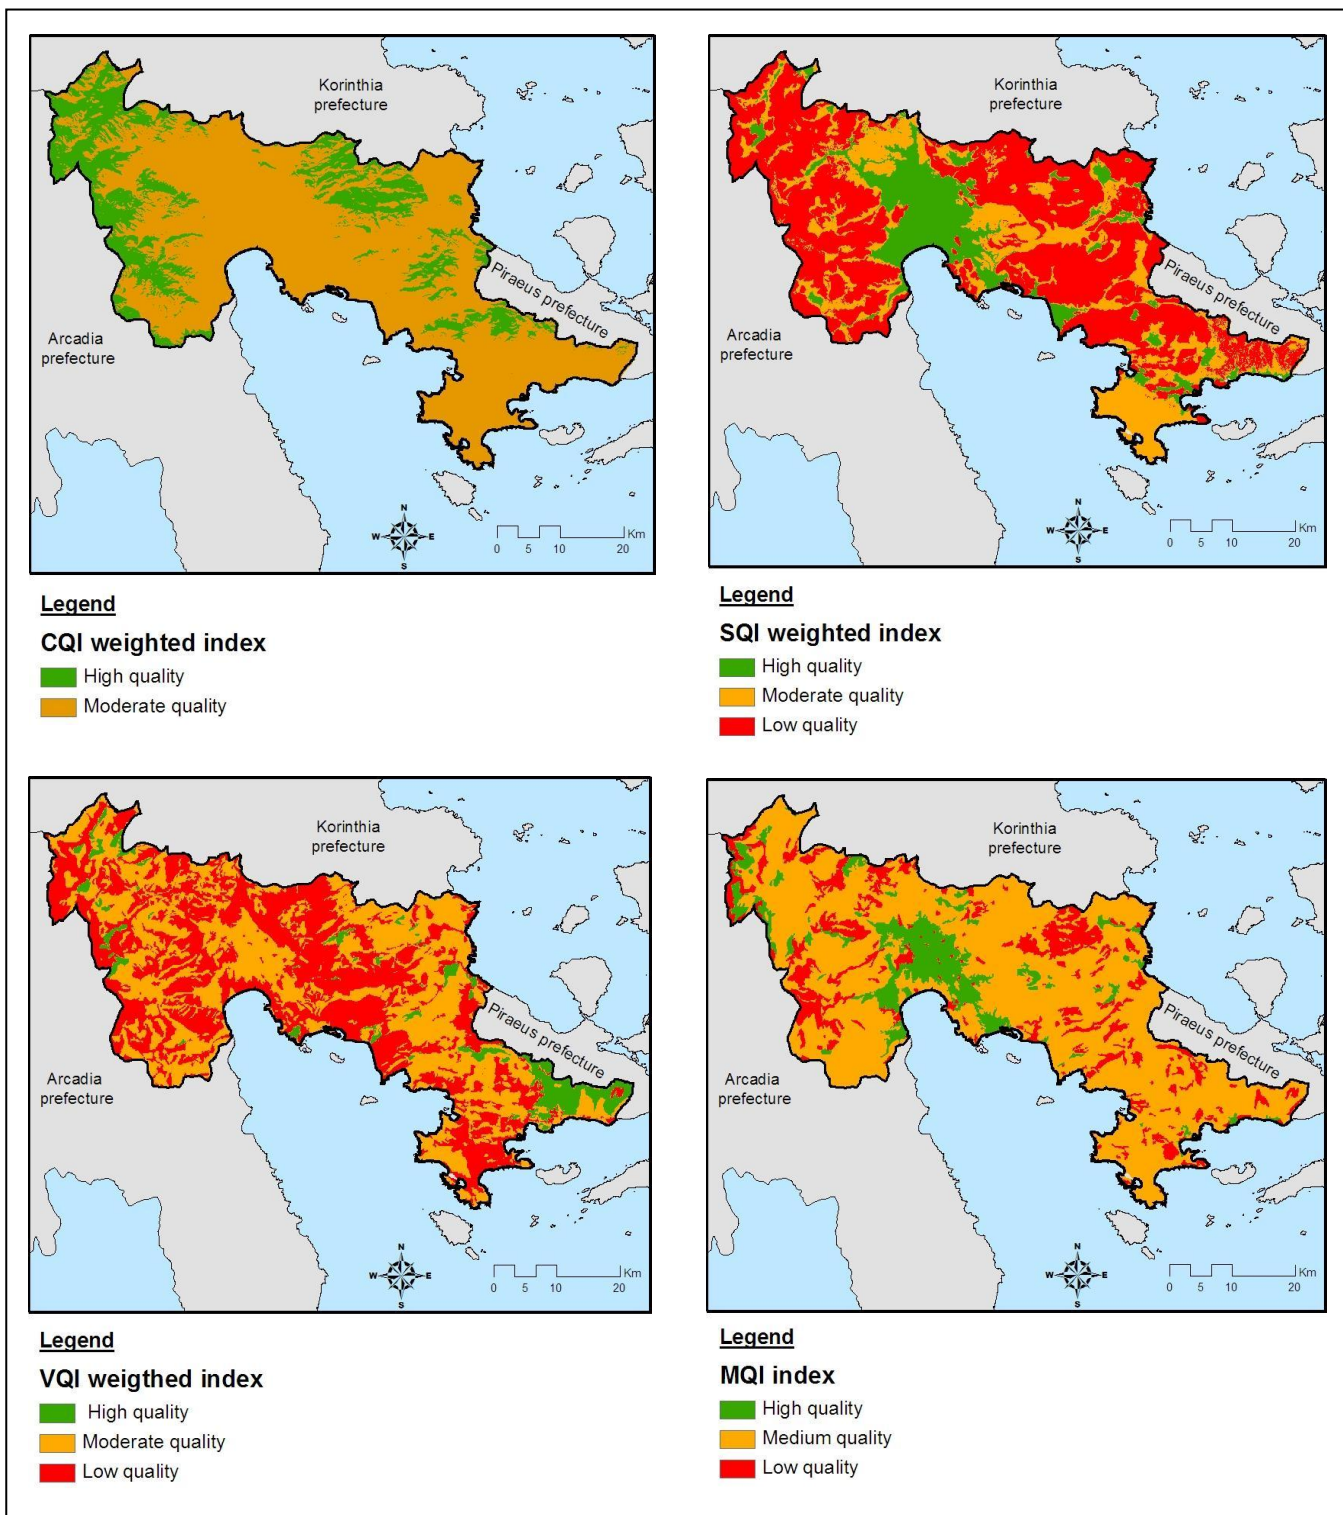 Korinthia
prefecture
Piraeus prefecture
Arcadia
prefecture
N
W E
S
Km
0 5 10 20
Legend
CQI weighted index
High quality
Moderate quality
Korinthia
prefecture
Piraeus prefecture
Arcadia
prefecture
N
W E
S
Km
0 5 10 20
Legend
SQI weighted index
High quality
Moderate quality
Low quality
Korinthia
prefecture
Piraeus prefecture
Arcadia
prefecture
N
W E
S
Km
0 5 10 20
Legend
VQI weigthed index
High quality
Moderate quality
Low quality
Korinthia
prefecture
Piraeus prefecture
Arcadia
prefecture
N
W E
S
Km
0 5 10 20
Legend
MQI index
High quality
Medium quality
Low quality